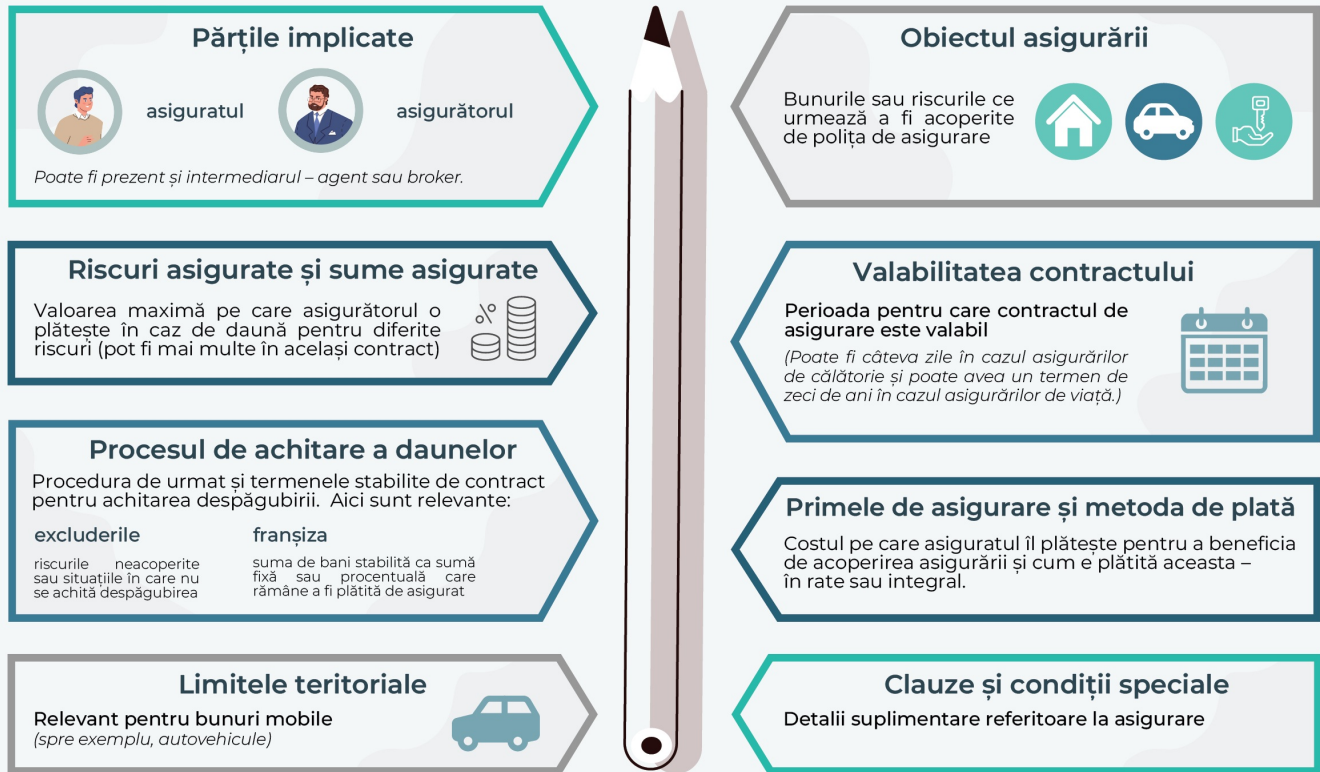 Părțile implicate
asiguratul
asigurătorul
Poate fi prezent și intermediarul – agent sau broker.
Riscuri asigurate și sume asigurate
Valoarea maximă pe care asigurătorul o
plătește în caz de daună pentru diferite
riscuri (pot fi mai multe în același contract)
%
Procesul de achitare a daunelor
Procedura de urmat și termenele stabilite de contract
pentru achitarea despăgubirii. Aici sunt relevante:
excluderile
riscurile neacoperite
sau situațiile în care nu
se achită despăgubirea
franșiza
suma de bani stabilită ca sumă
fixă sau procentuală care
rămâne a fi plătită de asigurat
Limitele teritoriale
Relevant pentru bunuri mobile
(spre exemplu, autovehicule)
Obiectul asigurării
Bunurile sau riscurile ce
urmează a fi acoperite
de polița de asigurare
Valabilitatea contractului
Perioada pentru care contractul de
asigurare este valabil
(Poate fi câteva zile în cazul asigurărilor
de călătorie și poate avea un termen de
zeci de ani în cazul asigurărilor de viață.)
Primele de asigurare și metoda de plată
Costul pe care asiguratul îl plătește pentru a beneficia
de acoperirea asigurării și cum e plătită aceasta –
în rate sau integral.
Clauze și condiții speciale
Detalii suplimentare referitoare la asigurare